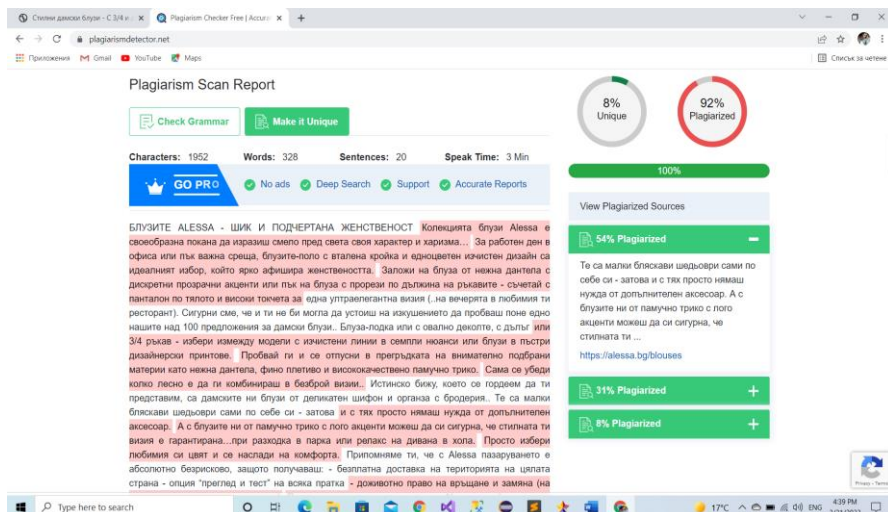 Стилни дамски блузи - С 3/4 и
Plagiarism Checker Free | Accura
plagiarismdetector.net
Приложения
Gmail
YouTube
Maps
Списък за четене
Plagiarism Scan Report
Check Grammar
Make it Unique
Characters: 1952 Words: 328 Sentences: 20 Speak Time: 3 Min
GO PRO
No ads
Deep Search
Support
Accurate Reports
БЛУЗИТЕ ALESSA - ШИК И ПОДЧЕРТАНА ЖЕНСТВЕНОСТ Колекцията блузи Alessa е
своеобразна покана да изразиш смело пред света своя характер и харизма… За работен ден в
офиса или пък важна среща, блузите-поло с вталена кройка и едноцветен изчистен дизайн са
идеалният избор, който ярко афишира женствеността. Заложи на блуза от нежна дантела с
дискретни прозрачни акценти или пък на блуза с прорези по дължина на ръкавите - съчетай с
панталон по тялото и високи токчета за една ултраелегантна визия (..на вечерята в любимия ти
ресторант). Сигурни сме, че и ти не би могла да устоиш на изкушението да пробваш поне едно
нашите над 100 предложения за дамски блузи.. Блуза-лодка или с овално деколте, с дълъг или
3/4 ръкав - избери измежду модели с изчистени линии в семпли нюанси или блузи в пъстри
дизайнерски принтове. Пробвай ги и се отпусни в прегръдката на внимателно подбрани
материи като нежна дантела, фино плетиво и висококачествено памучно трико. Сама се убеди
колко лесно е да ги комбинираш в безброй визии.. Истинско бижу, което се гордеем да ти
представим, са дамските ни блузи от деликатен шифон и органза с бродерия.. Те са малки
бляскави шедьоври сами по себе си - затова и с тях просто нямаш нужда от допълнителен
аксесоар. А с блузите ни от памучно трико с лого акценти можеш да си сигурна, че стилната ти
визия е гарантирана…при разходка в парка или релакс на дивана в хола. Просто избери
любимия си цвят и се наслади на комфорта. Припомняме ти, че с Alessa пазаруването е
абсолютно безрисково, защото получаваш: - безплатна доставка на територията на цялата
страна - опция "преглед и тест" на всяка пратка - доживотно право на връщане и замяна (на
8%
Unique
92%
Plagiarized
100%
View Plagiarized Sources
54% Plagiarized
Те са малки бляскави шедьоври сами по
себе си - затова и с тях просто нямаш
нужда от допълнителен аксесоар. А с
блузите ни от памучно трико с лого
акценти можеш да си сигурна, че
стилната ти ...
https://alessa.bg/blouses
31% Plagiarized
8% Plagiarized
Privacy - Terms
Type here to search
17°C
ENG
4:39 PM